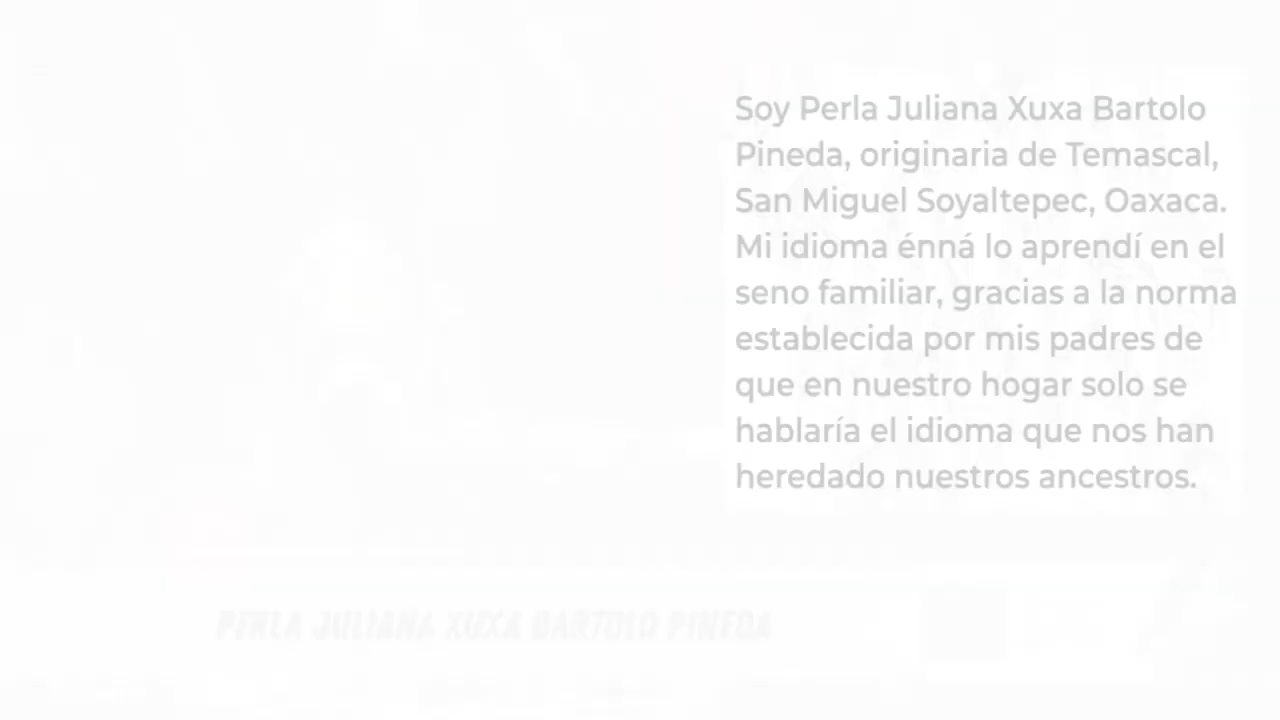 Soy Perla Juliana Xuxa Bartolo
Pineda, originaria de Temascal,
San Miguel Soyaltepec, Oaxaca.
Mi idioma énná lo aprendí en el
seno familiar, gracias a la norma
establecida por mis padres de
que en nuestro hogar solo se
hablaría el idioma que nos han
heredado nuestros ancestros.
PERLA JULIANA XUXA BARTOLO PINEDA